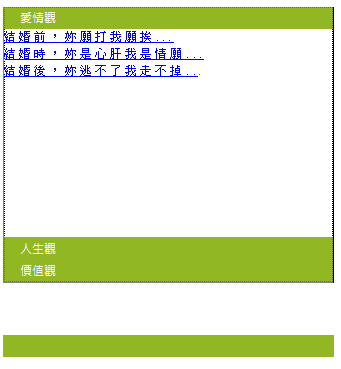 愛情觀
結婚前，妳願打我願挨...
結婚時，妳是心肝我是情願...
結婚後，妳逃不了我走不掉...
人生觀
價值觀